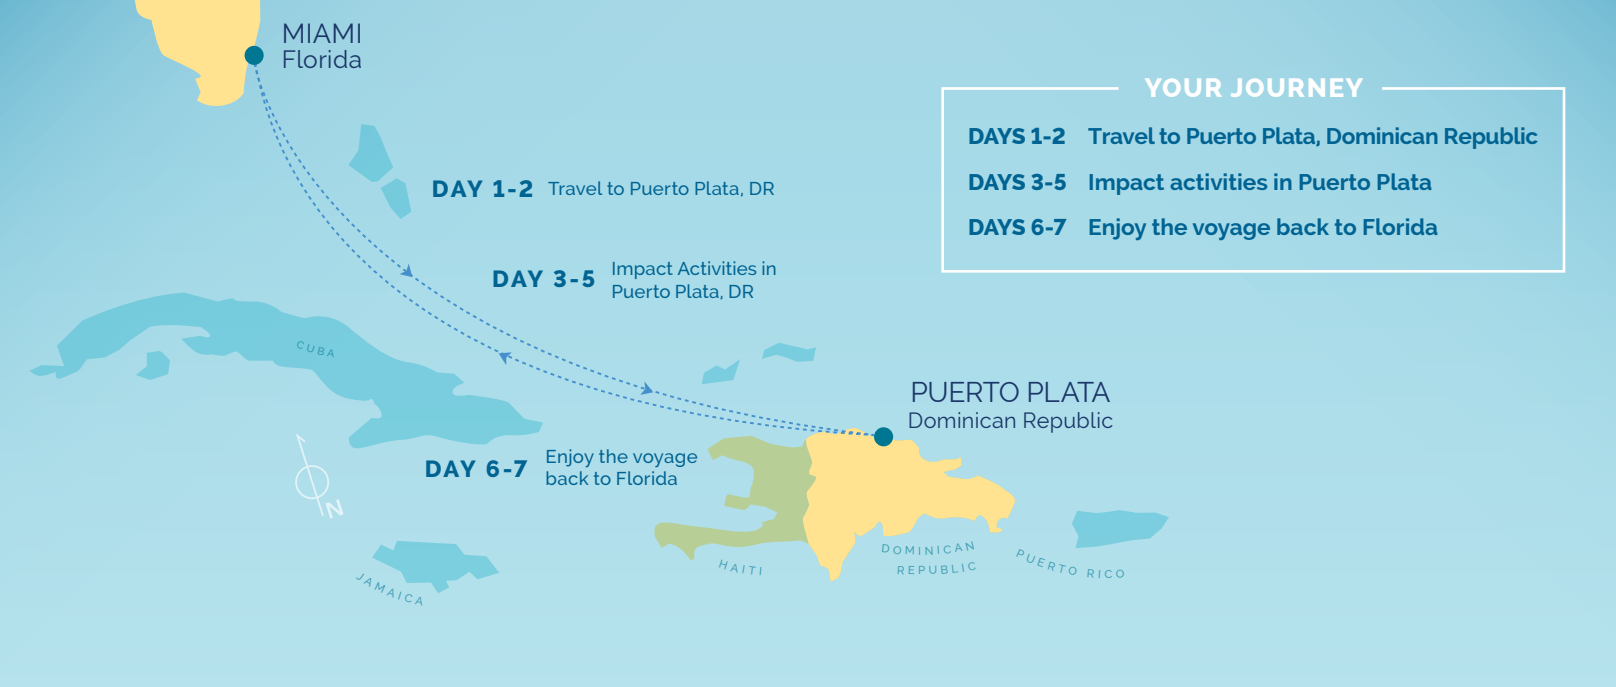 MIAMI
Florida
YOUR JOURNEY
DAYS 1-2 Travel to Puerto Plata, Dominican Republic
DAYS 3-5 Impact activities in Puerto Plata
DAYS 6-7 Enjoy the voyage back to Florida
DAY 1-2 Travel to Puerto Plata, DR
DAY 3-5 Impact Activities in
Puerto Plata, DR
CUBA
PUERTO PLATA
Dominican Republic
DAY 6-7 Enjoy the voyage
back to Florida
N
HAITI
DOMINICAN
REPUBLIC
PUERTO RICO
JAMAICA